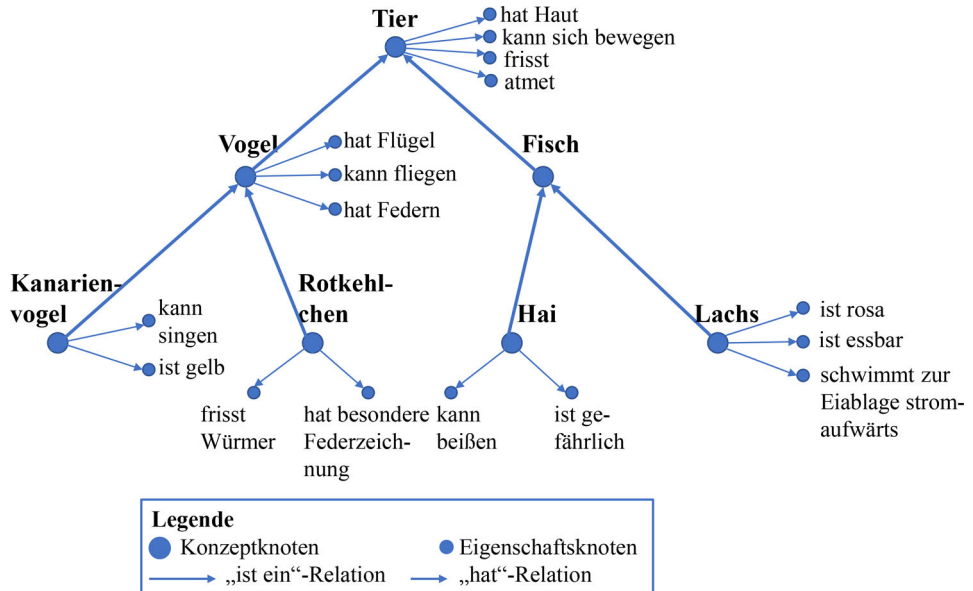 Tier
hat Haut
kann sich bewegen
frisst
atmet
Vogel
hat Flügel
kann fliegen
hat Federn
Fisch
Kanarien-
vogel
kann
singen
ist gelb
Rotkehl-
chen
frisst
Würmer
hat besondere
Federzeich-
nung
Hai
kann
beißen
ist ge-
fährlich
Lachs
ist rosa
ist essbar
schwimmt zur
Eiablage strom-
aufwärts
Legende
Konzeptknoten
Eigenschaftsknoten
„ist ein“-Relation
„hat“-Relation